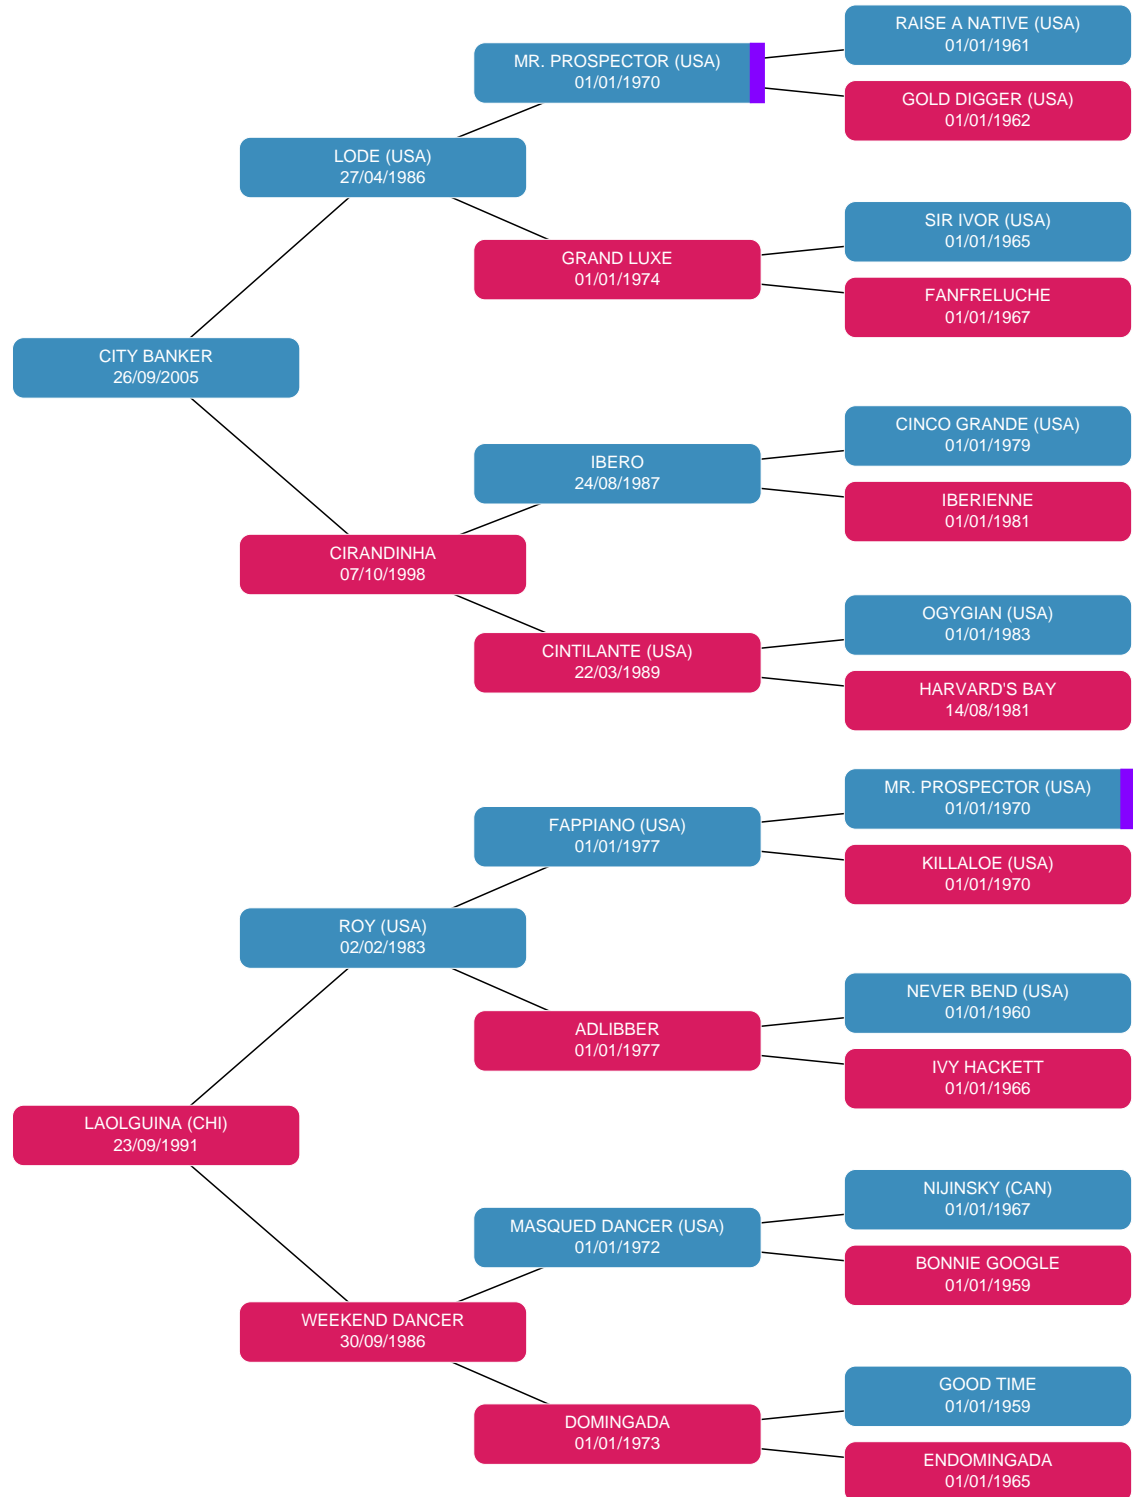 RAISE A NATIVE (USA)
01/01/1961
MR. PROSPECTOR (USA)
01/01/1970
GOLD DIGGER (USA)
01/01/1962
LODE (USA)
27/04/1986
SIR IVOR (USA)
01/01/1965
GRAND LUXE
01/01/1974
FANFRELUCHE
01/01/1967
CITY BANKER
26/09/2005
CINCO GRANDE (USA)
01/01/1979
IBERO
24/08/1987
IBERIENNE
01/01/1981
CIRANDINHA
07/10/1998
OGYGIAN (USA)
01/01/1983
CINTILANTE (USA)
22/03/1989
HARVARD'S BAY
14/08/1981
MR. PROSPECTOR (USA)
01/01/1970
FAPPIANO (USA)
01/01/1977
KILLALOE (USA)
01/01/1970
ROY (USA)
02/02/1983
NEVER BEND (USA)
01/01/1960
ADLIBBER
01/01/1977
IVY HACKETT
01/01/1966
LAOLGUINA (CHI)
23/09/1991
NIJINSKY (CAN)
01/01/1967
MASQUED DANCER (USA)
01/01/1972
BONNIE GOOGLE
01/01/1959
WEEKEND DANCER
30/09/1986
GOOD TIME
01/01/1959
DOMINGADA
01/01/1973
ENDOMINGADA
01/01/1965